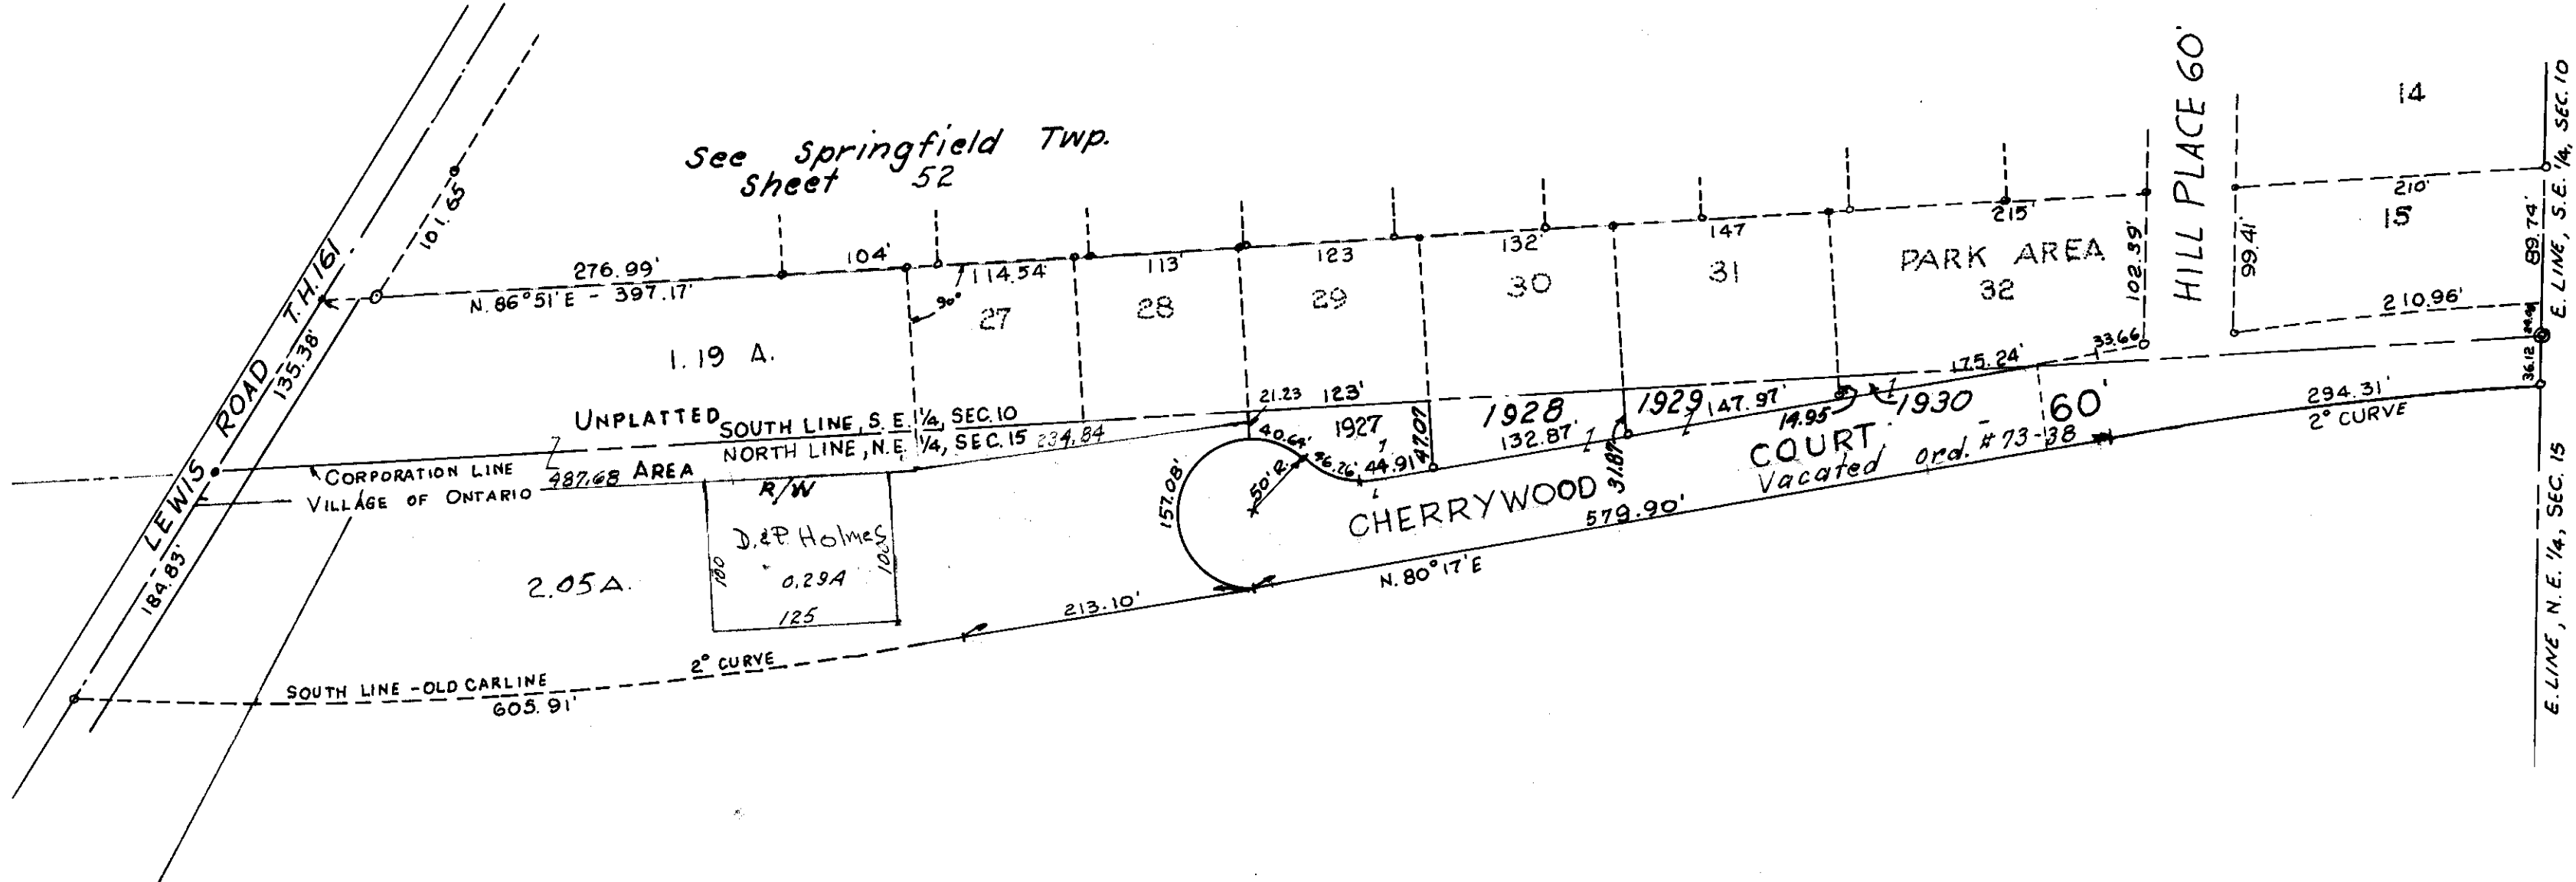 See Springfield Twp.
Sheet 52
LEWIS ROAD T.H.161
135.38'
184.83'
101.65
276.99'
N. 86°51'E - 397.17'
104'
114.54
113'
123
132'
147
215'
90°
27
28
29
30
31
PARK AREA
32
102.39'
HILL PLACE 60'
14
210'
15
99.41'
210.96'
89.74'
E. LINE, S.E. 1/4, SEC. 10
36.12
1.19 A.
UNPLATTED
AREA
SOUTH LINE, S.E. 1/4, SEC.10
NORTH LINE, N.E. 1/4, SEC.15 234.84
CORPORATION LINE
VILLAGE OF ONTARIO
487.68
R/W
D.&P. Holmes
0.29A
100
100
125
2.05A.
21.23
123'
1927
47.07
40.64'
36.26'
44.91'
50' R.
157.08'
1928
132.87'
31.87'
1929
147.97'
14.95
1930
175.24'
33.66
CHERRYWOOD COURT 60'
Vacated ord. #73-38
579.90'
N. 80°17'E
294.31'
2° CURVE
213.10'
2° CURVE
SOUTH LINE - OLD CARLINE
605.91'
E. LINE, N.E. 1/4, SEC. 15